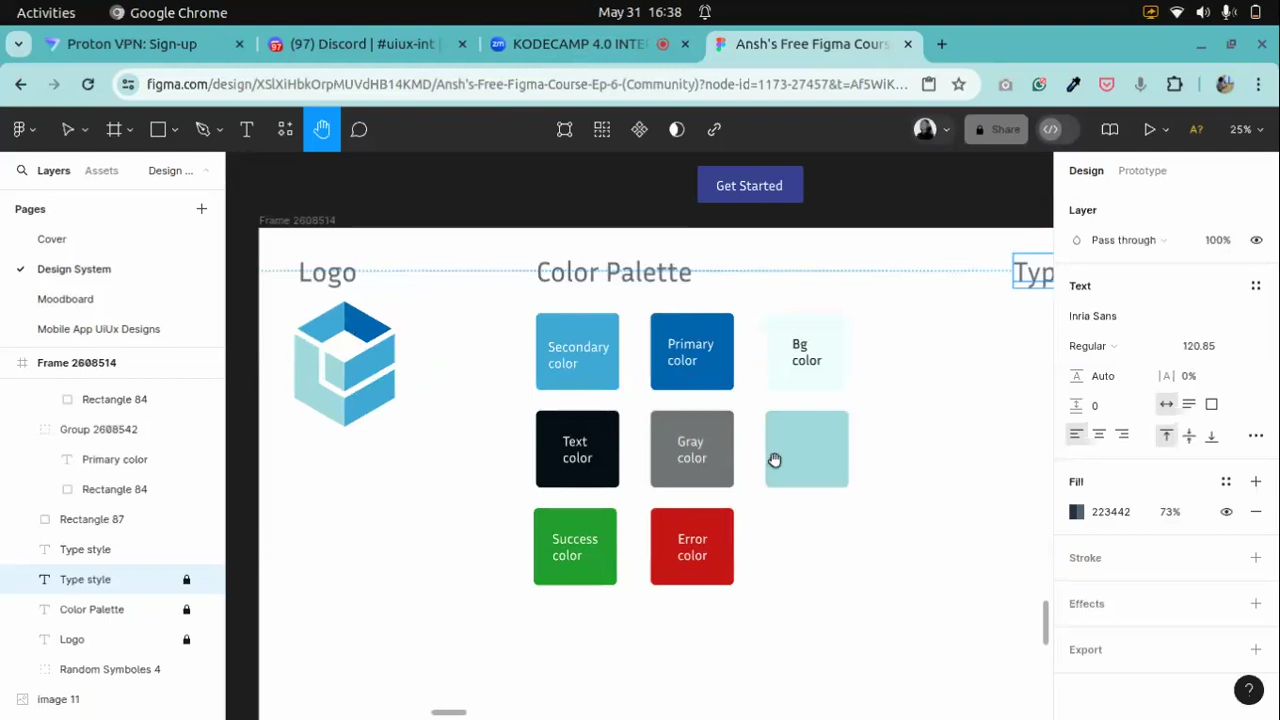 Activities
Google Chrome
May 31 16:38
Proton VPN: Sign-up
(97) Discord | #uiux-int
KODECAMP 4.0 INTE
Ansh's Free Figma Cours
figma.com/design/XSlXiHbkOrpMUVdHB14KMD/Ansh's-Free-Figma-Course-Ep-6-(Community)?node-id=1173-27457&t=Af5WiK...
Share
A?
25%
Layers
Assets
Design ...
Get Started
Design
Prototype
Pages
Cover
Design System
Moodboard
Mobile App UiUx Designs
Frame 2608514
Rectangle 84
Group 2608542
Primary color
Rectangle 84
Rectangle 87
Type style
Type style
Color Palette
Logo
Random Symboles 4
image 11
Frame 2608514
Logo
Color Palette
Typ
Secondary
color
Primary
color
Bg
color
Text
color
Gray
color
Success
color
Error
color
Layer
Pass through
100%
Text
Inria Sans
Regular
120.85
Auto
|A| 0%
0
Fill
223442
73%
Stroke
Effects
Export
?